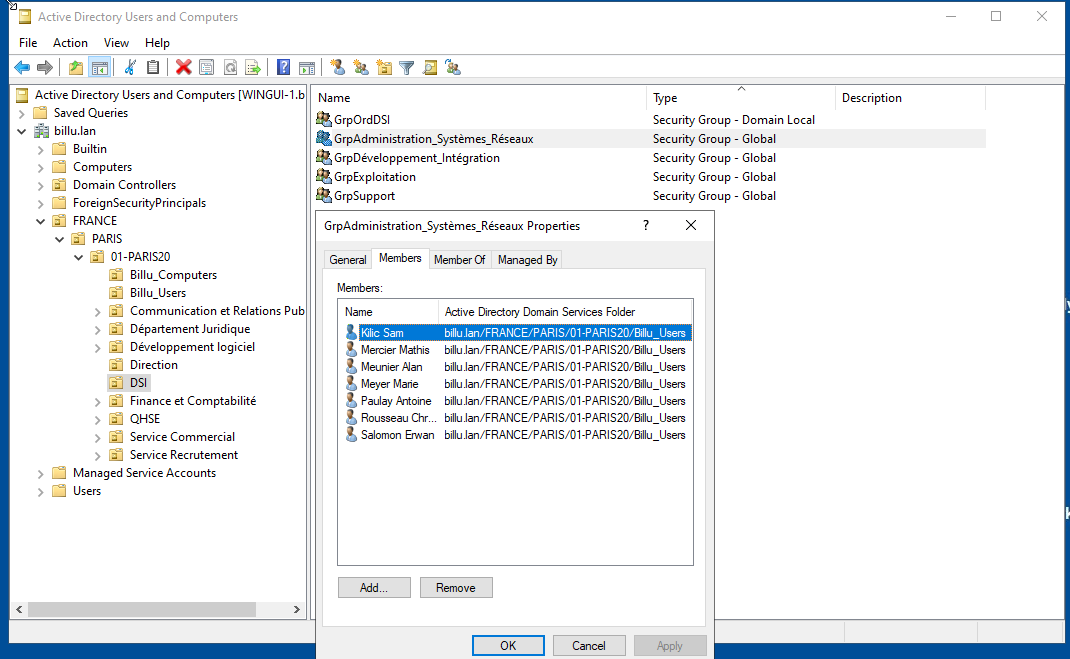 Active Directory Users and Computers
File Action View Help
Active Directory Users and Computers [WINGUI-1.b
Saved Queries
billu.lan
Builtin
Computers
Domain Controllers
ForeignSecurityPrincipals
FRANCE
PARIS
01-PARIS20
Billu_Computers
Billu_Users
Communication et Relations Pub
Département Juridique
Développement logiciel
Direction
DSI
Finance et Comptabilité
QHSE
Service Commercial
Service Recrutement
Managed Service Accounts
Users
Name Type Description
GrpOrdDSI Security Group - Domain Local
GrpAdministration_Systèmes_Réseaux Security Group - Global
GrpDéveloppement_Intégration Security Group - Global
GrpExploitation Security Group - Global
GrpSupport Security Group - Global
GrpAdministration_Systèmes_Réseaux Properties ?
General Members Member Of Managed By
Members:
Name Active Directory Domain Services Folder
Kilic Sam billu.lan/FRANCE/PARIS/01-PARIS20/Billu_Users
Mercier Mathis billu.lan/FRANCE/PARIS/01-PARIS20/Billu_Users
Meunier Alan billu.lan/FRANCE/PARIS/01-PARIS20/Billu_Users
Meyer Marie billu.lan/FRANCE/PARIS/01-PARIS20/Billu_Users
Paulay Antoine billu.lan/FRANCE/PARIS/01-PARIS20/Billu_Users
Rousseau Chr... billu.lan/FRANCE/PARIS/01-PARIS20/Billu_Users
Salomon Erwan billu.lan/FRANCE/PARIS/01-PARIS20/Billu_Users
Add... Remove
OK Cancel Apply